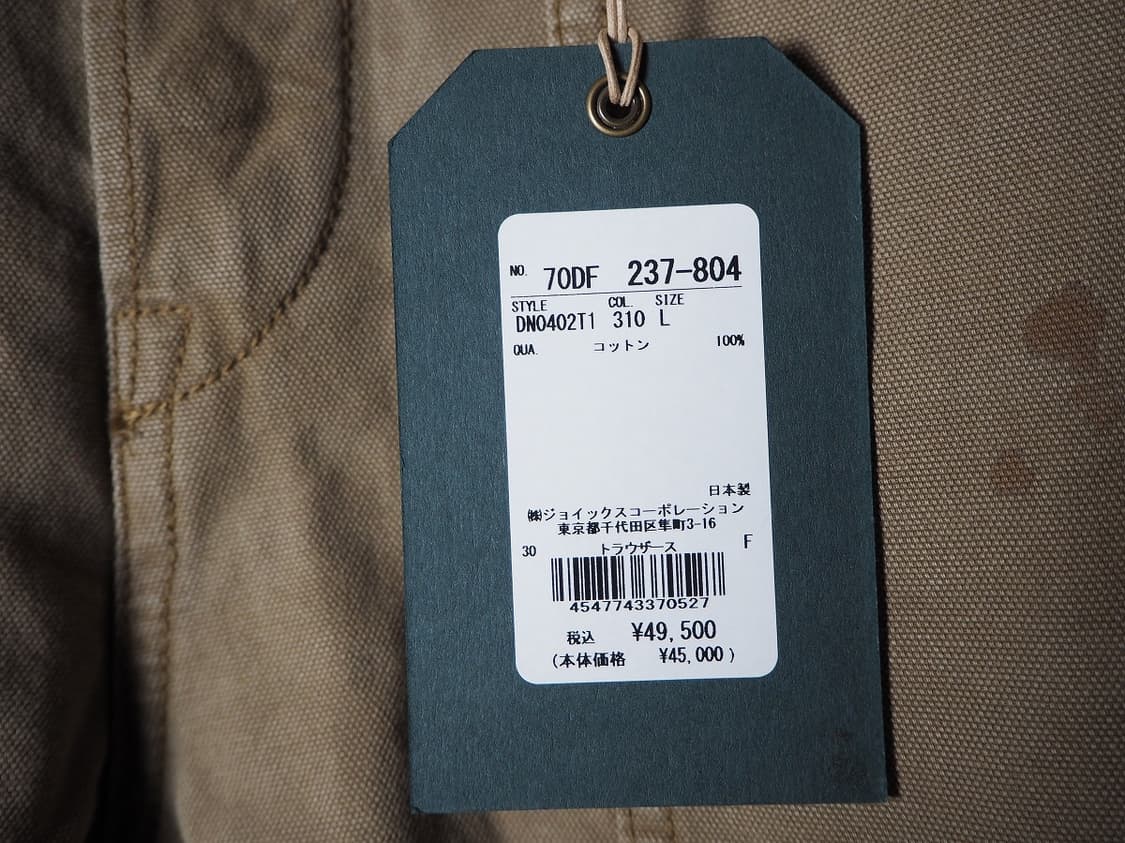 NO. 70DF 237-804
STYLE COL. SIZE
DN0402T1 310 L
QUA. コットン 100%
日本製
㈱ジョイックスコーポレーション
東京都千代田区隼町3-16
30 トラウザース F
4547743370527
税込 ¥49,500
(本体価格 ¥45,000)